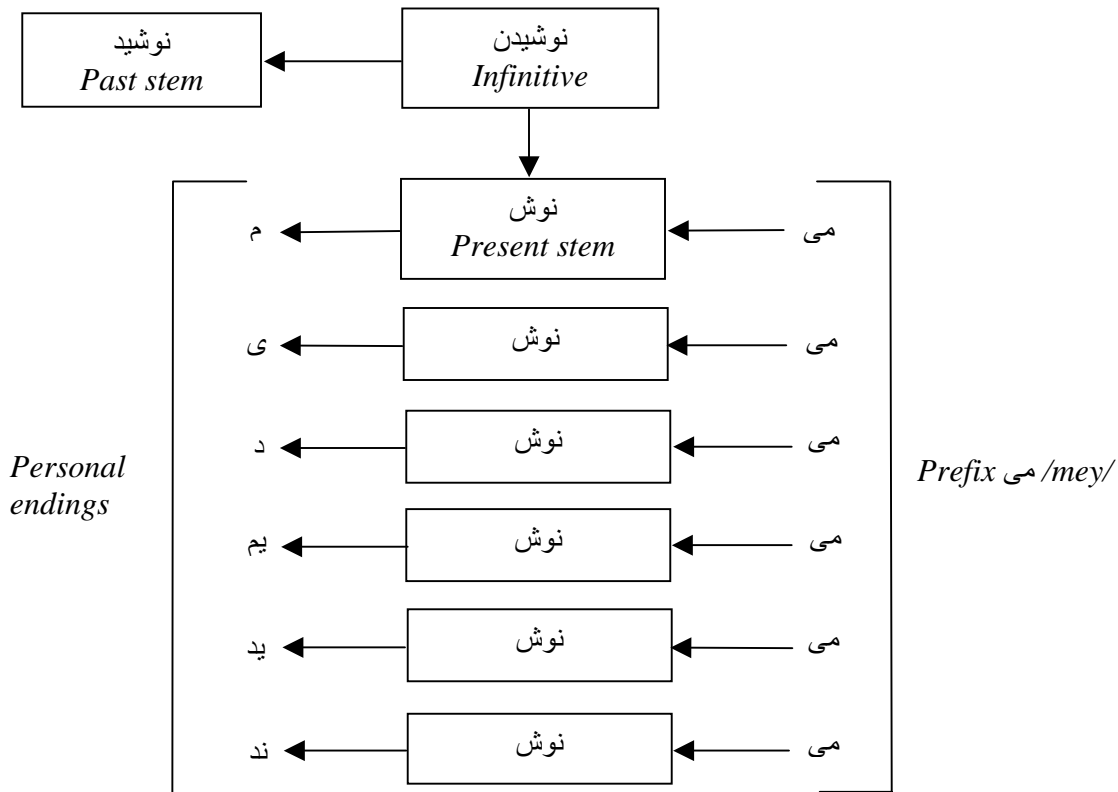 نوشیدن
Infinitive
نوشید
Past stem
می
نوش
Present stem
م
می
نوش
ی
می
نوش
د
می
نوش
یم
می
نوش
ید
می
نوش
ند
Personal
endings
Prefix می /mey/